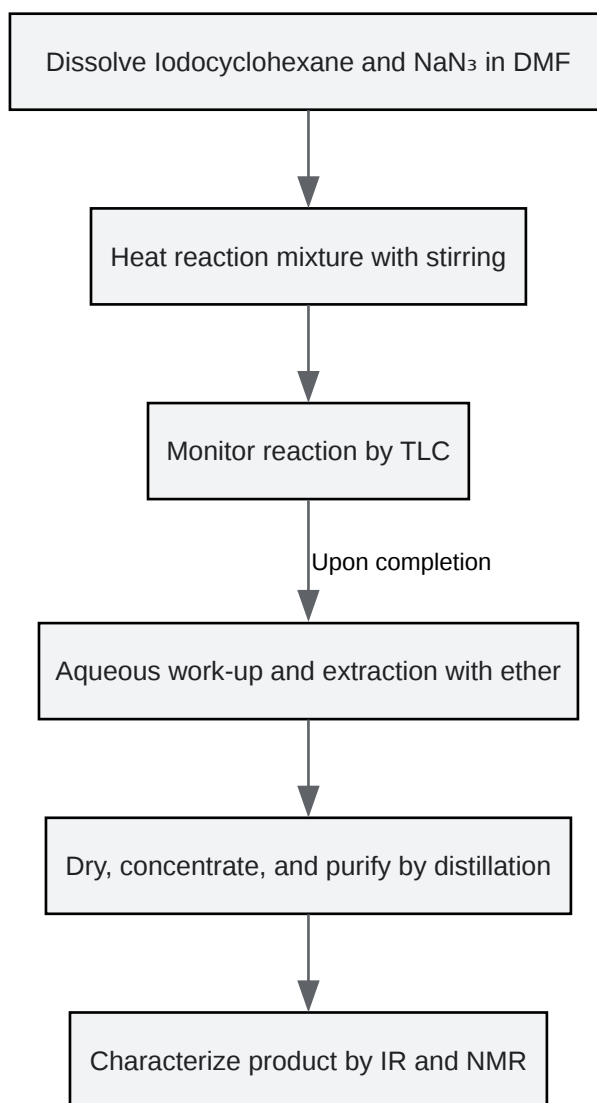 Dissolve Iodocyclohexane and NaN₃ in DMF
Heat reaction mixture with stirring
Monitor reaction by TLC
Upon completion
Aqueous work-up and extraction with ether
Dry, concentrate, and purify by distillation
Characterize product by IR and NMR